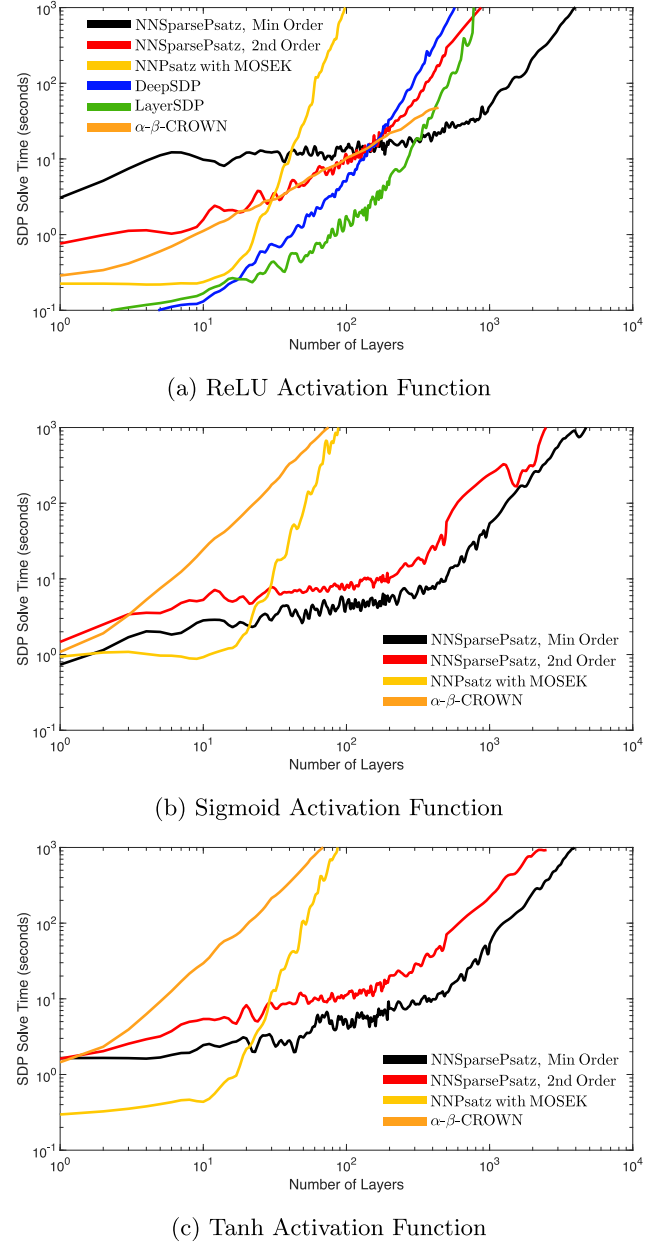 10^3
10^2
10^1
10^0
10^-1
SDP Solve Time (seconds)
NNSparsePsatz, Min Order
NNSparsePsatz, 2nd Order
NNPsatz with MOSEK
DeepSDP
LayerSDP
α-β-CROWN
10^0 10^1 10^2 10^3 10^4
Number of Layers
(a) ReLU Activation Function
10^3
10^2
10^1
10^0
10^-1
SDP Solve Time (seconds)
NNSparsePsatz, Min Order
NNSparsePsatz, 2nd Order
NNPsatz with MOSEK
α-β-CROWN
10^0 10^1 10^2 10^3 10^4
Number of Layers
(b) Sigmoid Activation Function
10^3
10^2
10^1
10^0
10^-1
SDP Solve Time (seconds)
NNSparsePsatz, Min Order
NNSparsePsatz, 2nd Order
NNPsatz with MOSEK
α-β-CROWN
10^0 10^1 10^2 10^3 10^4
Number of Layers
(c) Tanh Activation Function